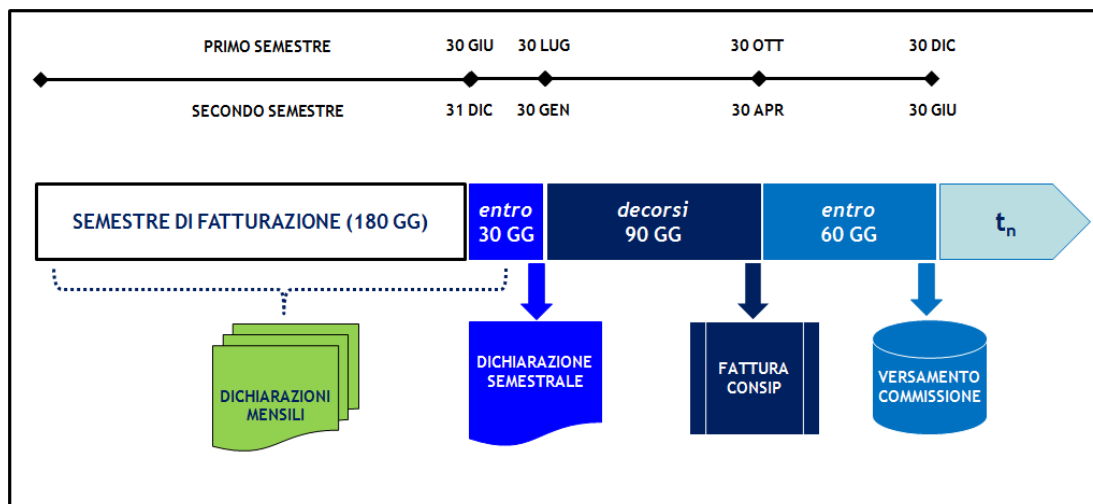 PRIMO SEMESTRE 30 GIU 30 LUG 30 OTT 30 DIC
SECONDO SEMESTRE 31 DIC 30 GEN 30 APR 30 GIU
SEMESTRE DI FATTURAZIONE (180 GG)
entro
30 GG
decorsi
90 GG
entro
60 GG
tn
DICHIARAZIONI
MENSILI
DICHIARAZIONE
SEMESTRALE
FATTURA
CONSIP
VERSAMENTO
COMMISSIONE